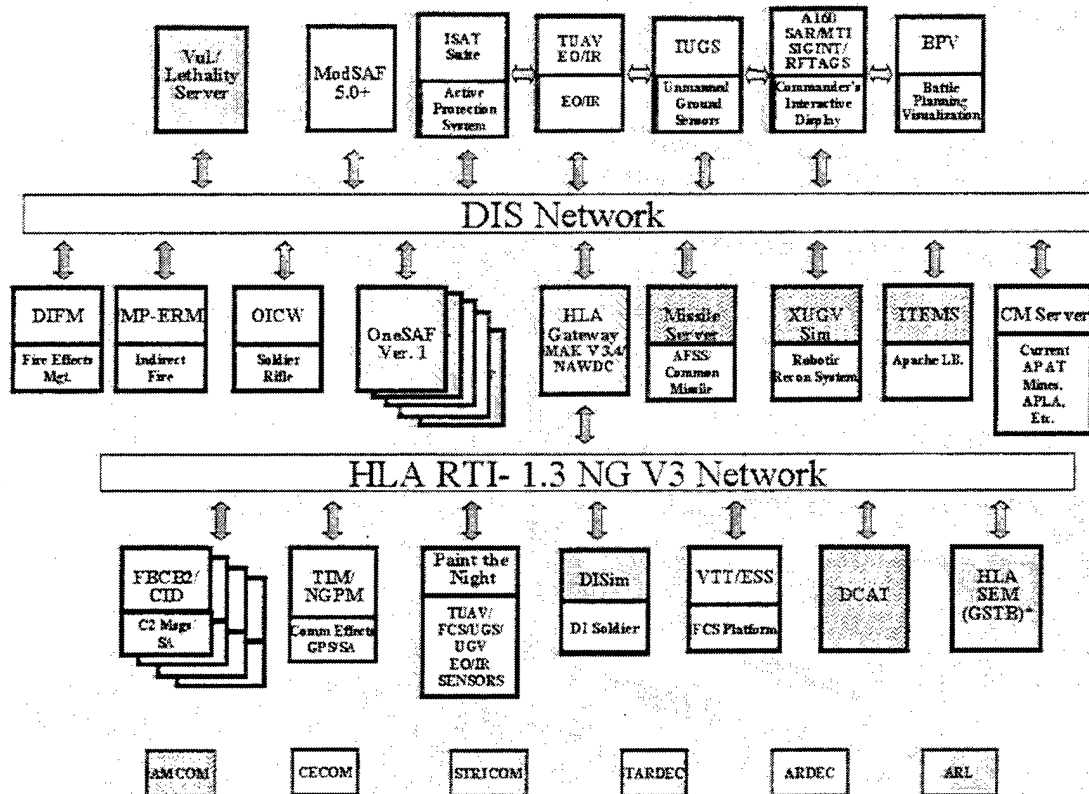 Vul./
Lethality
Server
ModSAF
5.0+
ISAT
Suite
Active
Protection
System
TUAV
EO/IR
EO/IR
IUGS
Unmanned
Ground
Sensors
A160
SAR/MTI
SIGINT/
RFTAGS
Commander's
Interactive
Display
BPV
Battle
Planning
Visualization
DIS Network
DIFM
Fire Effects
Mgt.
MP-ERM
Indirect
Fire
OICW
Soldier
Rifle
OneSAF
Ver. 1
HLA
Gateway
MAK V3.4/
NAWDC
Missile
Server
AFSS/
Common
Missile
XUGV
Sim
Robotic
Recon System
ITEMS
Apache LB.
CM Server
Current
AP AT
Mines,
APLA,
Etc.
HLA RTI- 1.3 NG V3 Network
FBCB2/
CID
C2 Msgs/
SA
TIM/
NGPM
Comm Effects
GPS/SA
Paint the
Night
TUAV/
FCS/UGS/
UGV
EO/IR
SENSORS
DISim
DI Soldier
VTT/ESS
FCS Platform
DCAT
HLA
SEM
(GSTB)*
AMCOM
CECOM
STRICOM
TARDEC
ARDEC
ARL